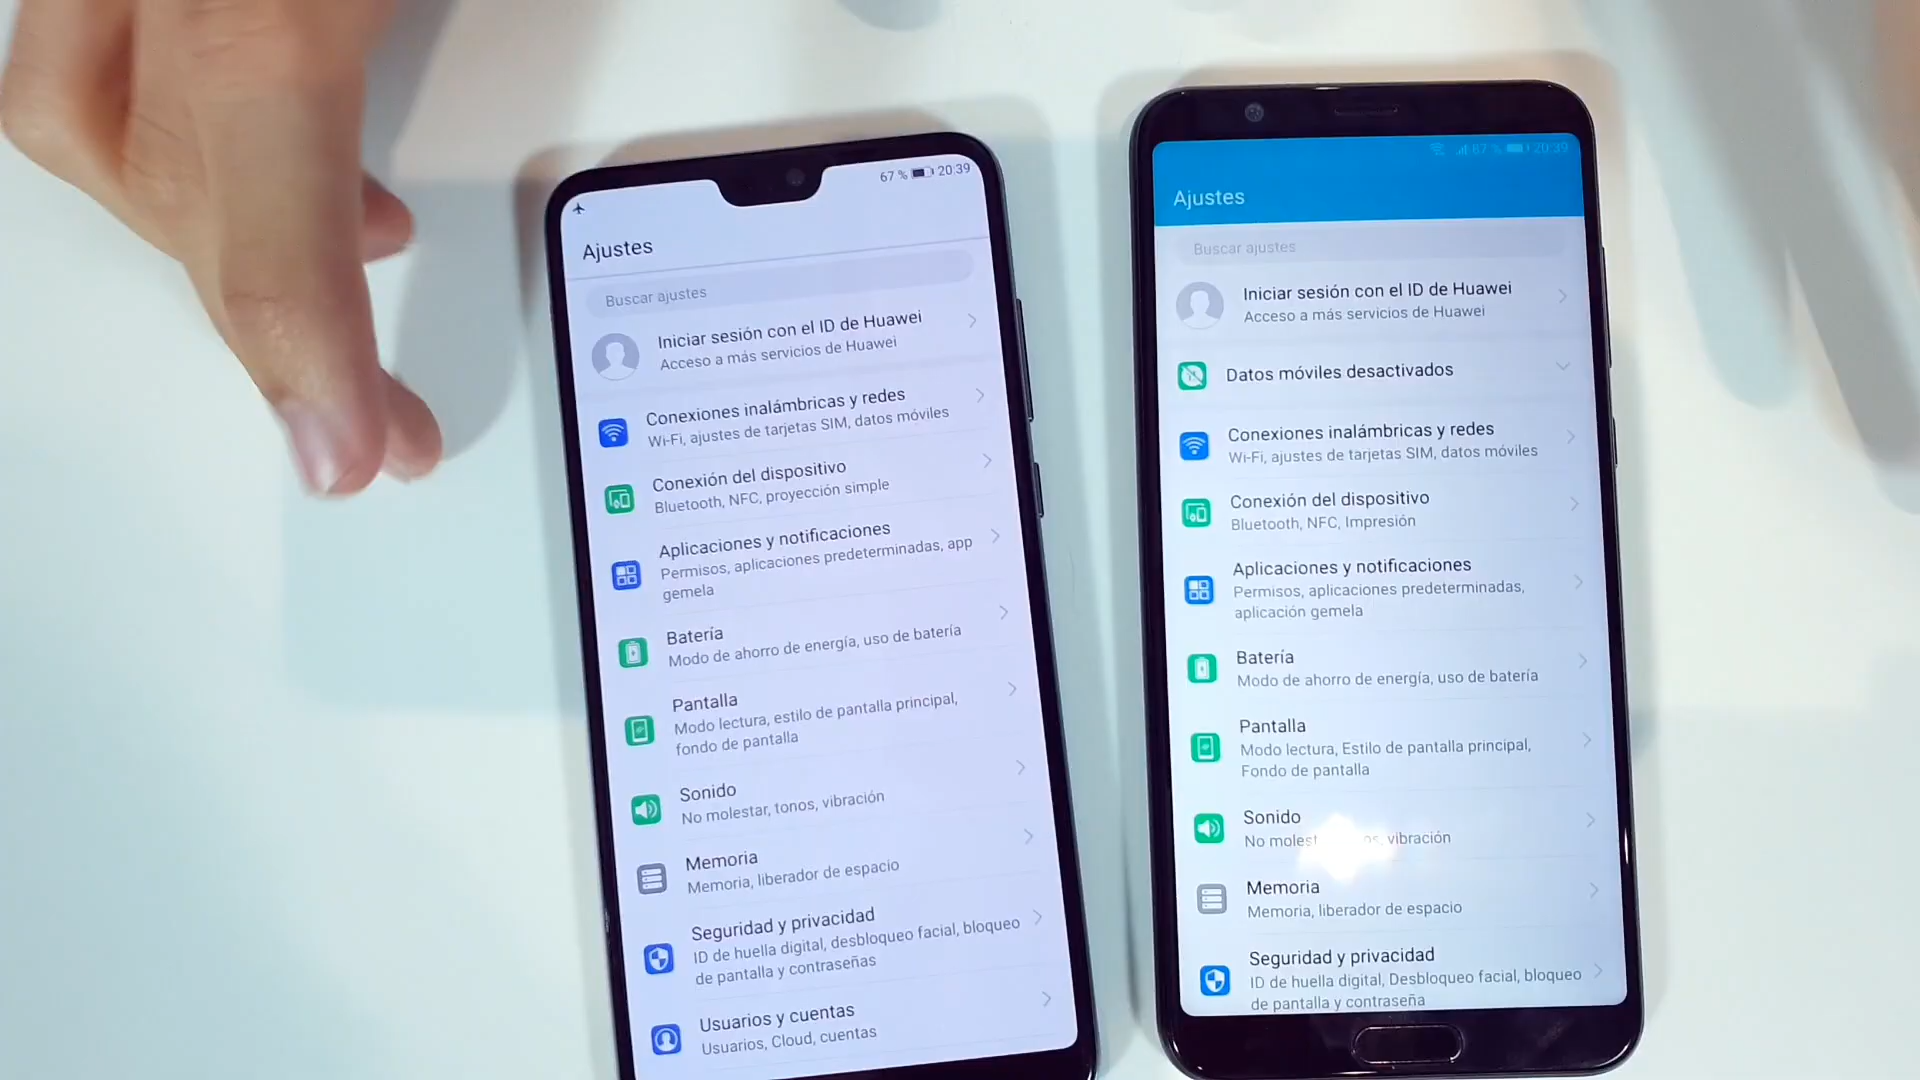 67 % 20:39
Ajustes
Buscar ajustes
Iniciar sesión con el ID de Huawei
Acceso a más servicios de Huawei
Conexiones inalámbricas y redes
Wi-Fi, ajustes de tarjetas SIM, datos móviles
Conexión del dispositivo
Bluetooth, NFC, proyección simple
Aplicaciones y notificaciones
Permisos, aplicaciones predeterminadas, app
gemela
Batería
Modo de ahorro de energía, uso de batería
Pantalla
Modo lectura, estilo de pantalla principal,
fondo de pantalla
Sonido
No molestar, tonos, vibración
Memoria
Memoria, liberador de espacio
Seguridad y privacidad
ID de huella digital, desbloqueo facial, bloqueo
de pantalla y contraseñas
Usuarios y cuentas
Usuarios, Cloud, cuentas
67 % 20:39
Ajustes
Buscar ajustes
Iniciar sesión con el ID de Huawei
Acceso a más servicios de Huawei
Datos móviles desactivados
Conexiones inalámbricas y redes
Wi-Fi, ajustes de tarjetas SIM, datos móviles
Conexión del dispositivo
Bluetooth, NFC, Impresión
Aplicaciones y notificaciones
Permisos, aplicaciones predeterminadas,
aplicación gemela
Batería
Modo de ahorro de energía, uso de batería
Pantalla
Modo lectura, Estilo de pantalla principal,
Fondo de pantalla
Sonido
No vibración
Memoria
Memoria, liberador de espacio
Seguridad y privacidad
ID de huella digital, Desbloqueo facial, bloqueo
de pantalla y contraseña